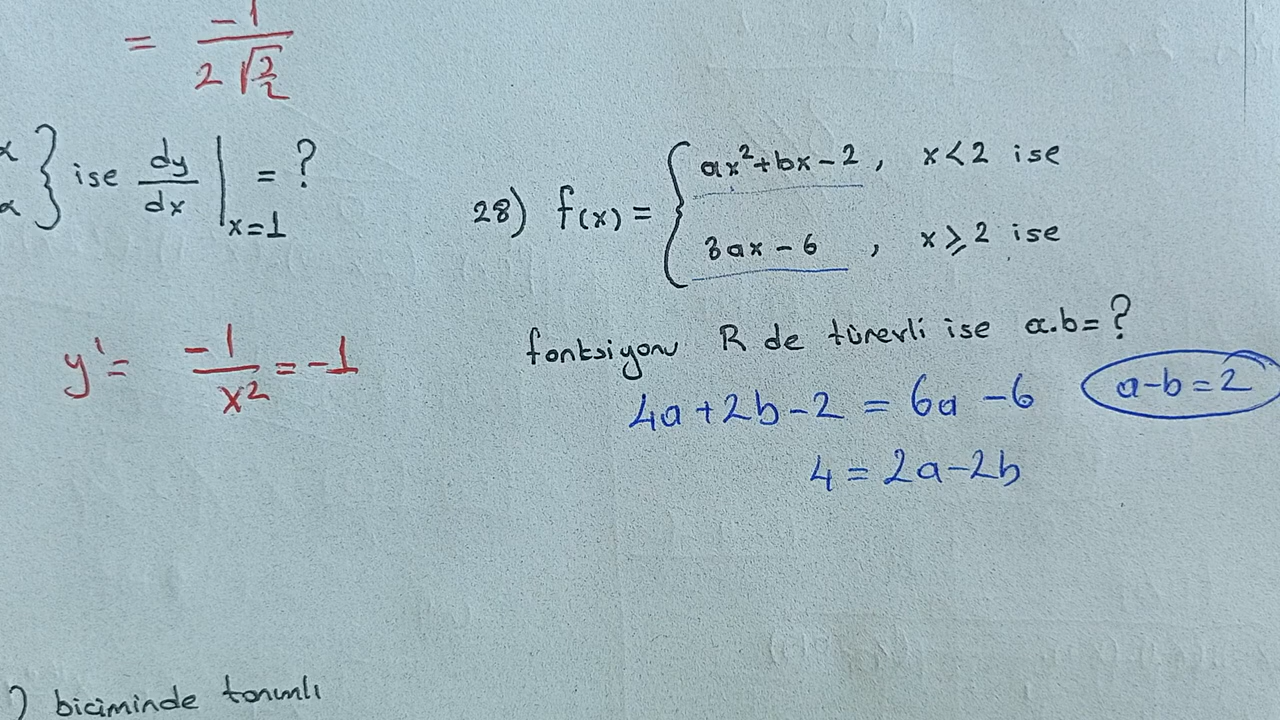 = -1 / 2√(2/2)
} ise dy/dx | x=1 = ?
y' = -1 / x² = -1
28) f(x) = { ax²+bx-2 , x<2 ise
3ax-6 , x≥2 ise
fonksiyonu R de türevli ise a.b=?
4a+2b-2 = 6a-6
a-b=2
4 = 2a-2b
) biciminde tanımlı